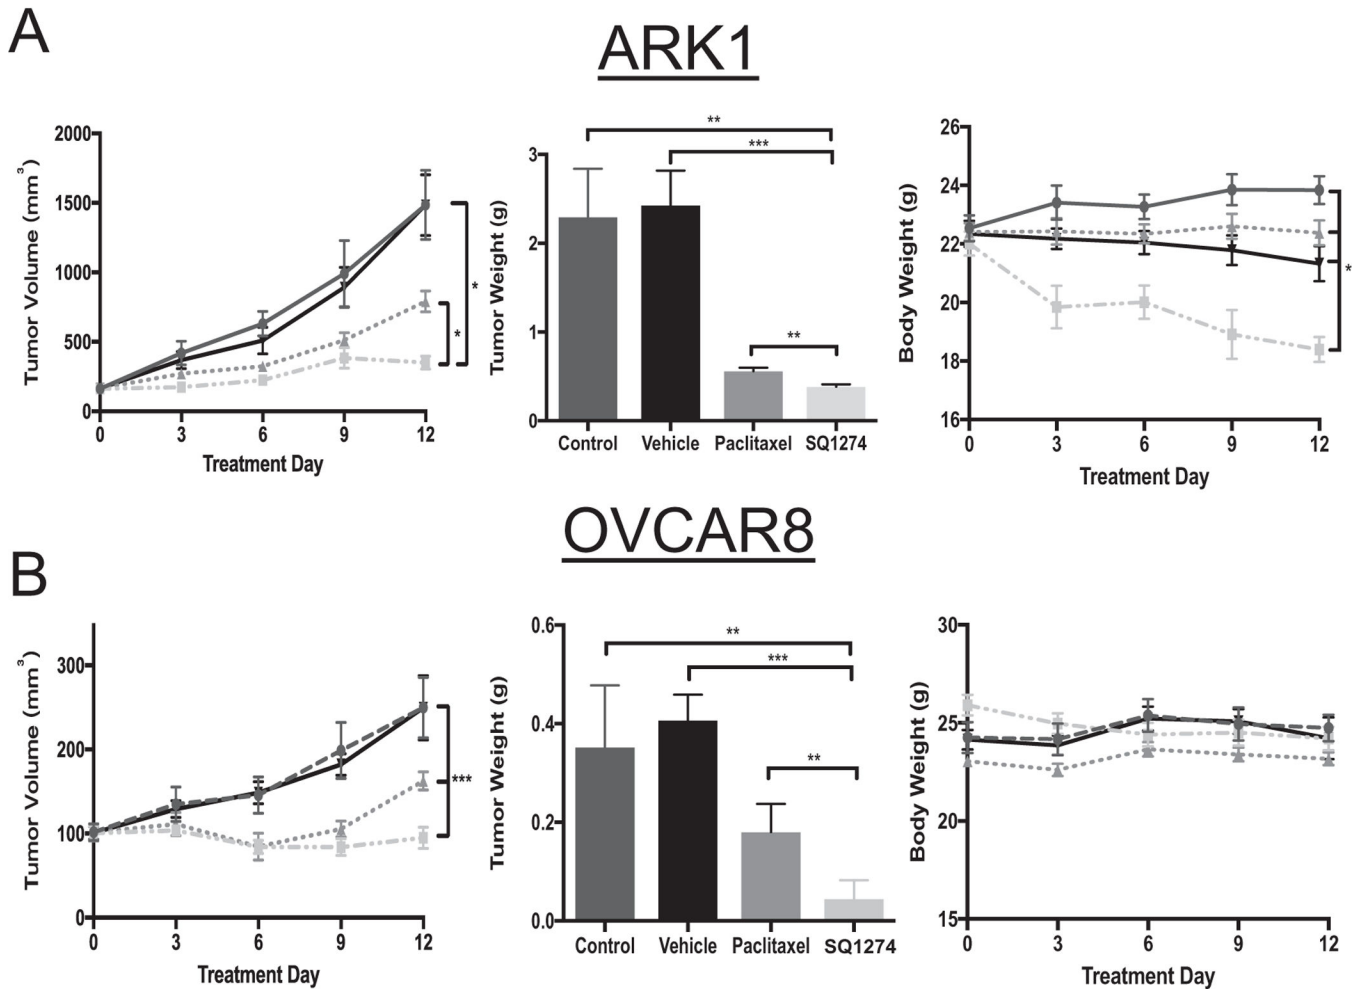 A
ARK1
Tumor Volume (mm3)
2000
1500
1000
500
0
0 3 6 9 12
Treatment Day
*
*
Tumor Weight (g)
3
2
1
0
**
***
**
Control Vehicle Paclitaxel SQ1274
Body Weight (g)
26
24
22
20
18
16
0 3 6 9 12
Treatment Day
*
OVCAR8
B
Tumor Volume (mm3)
300
200
100
0
0 3 6 9 12
Treatment Day
***
Tumor Weight (g)
0.6
0.4
0.2
0.0
**
***
**
Control Vehicle Paclitaxel SQ1274
Body Weight (g)
30
25
20
15
0 3 6 9 12
Treatment Day